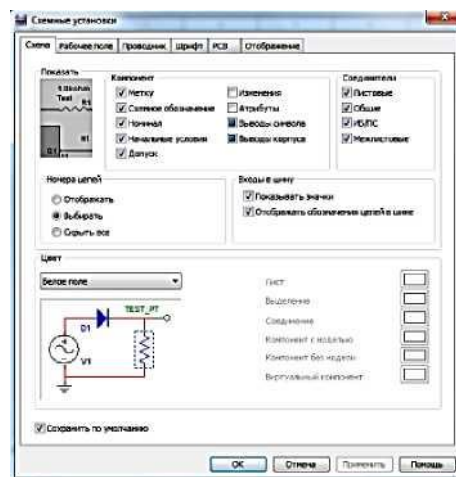 Схемные установки
Схема Рабочее поле Проводник Шрифт PCB Отображение
Показать
Компонент
Соединители
Метку
Схемное обозначение
Номинал
Начальные условия
Допуск
Изменения
Атрибуты
Выводы символа
Выводы корпуса
Листовые
Общие
ИБ/ПС
Межлистовые
Номера цепей
Отображать
Выбирать
Скрыть все
Входы в шину
Показывать значки
Отображать обозначения цепей в шине
Цвет
Белое поле
TEST_PT
D1
V1
Лист
Выделение
Соединение
Компонент с моделью
Компонент без модели
Виртуальный компонент
Сохранить по умолчанию
ОК Отмена Применить Помощь